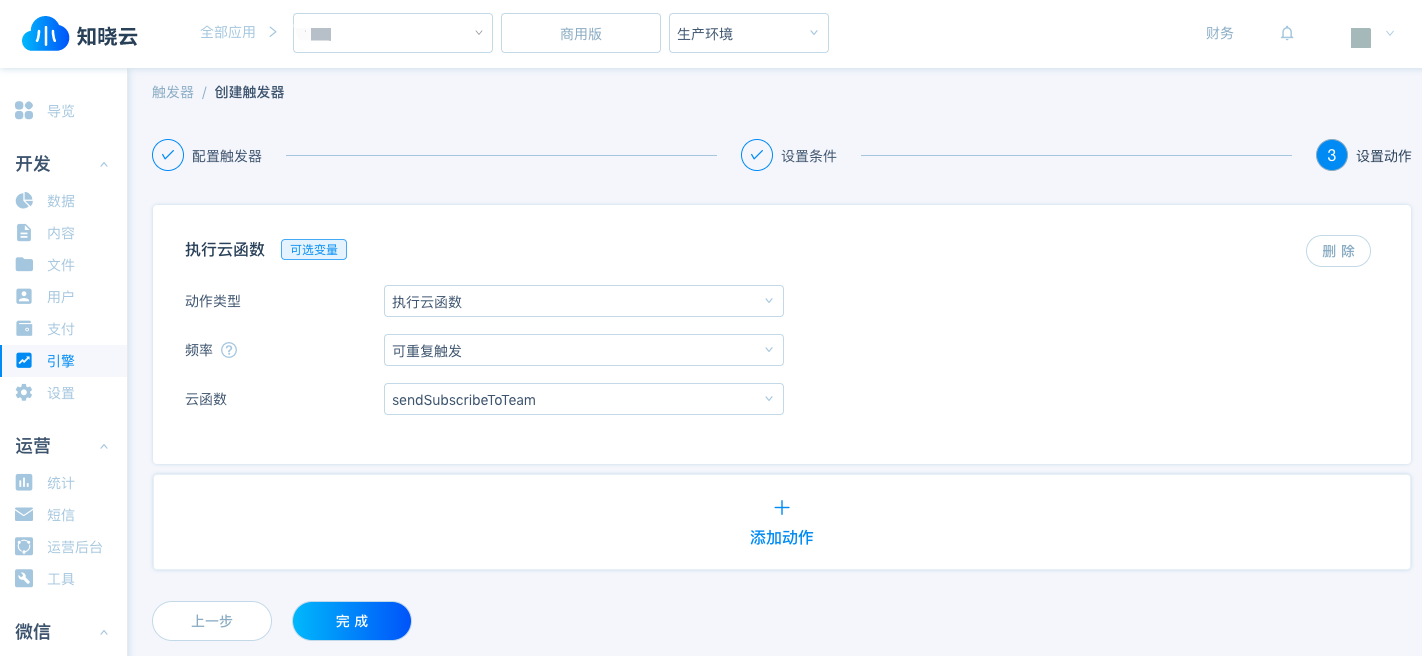 知晓云
全部应用
商用版
生产环境
财务
导览
开发
数据
内容
文件
用户
支付
引擎
设置
运营
统计
短信
运营后台
工具
微信
触发器 / 创建触发器
配置触发器
设置条件
3 设置动作
执行云函数 可选变量
删 除
动作类型 执行云函数
频率 ? 可重复触发
云函数 sendSubscribeToTeam
+
添加动作
上一步 完 成